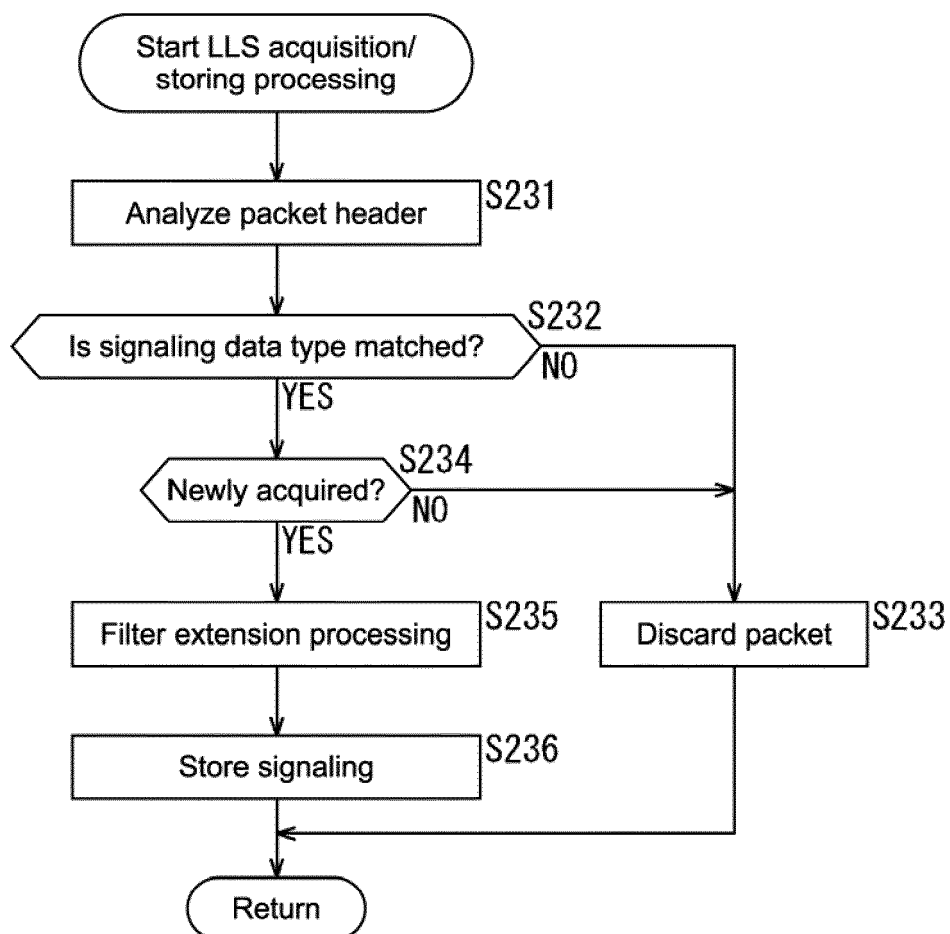 Start LLS acquisition/
storing processing
Analyze packet header
S231
Is signaling data type matched?
S232
NO
YES
Newly acquired?
S234
NO
YES
Filter extension processing
S235
Discard packet
S233
Store signaling
S236
Return